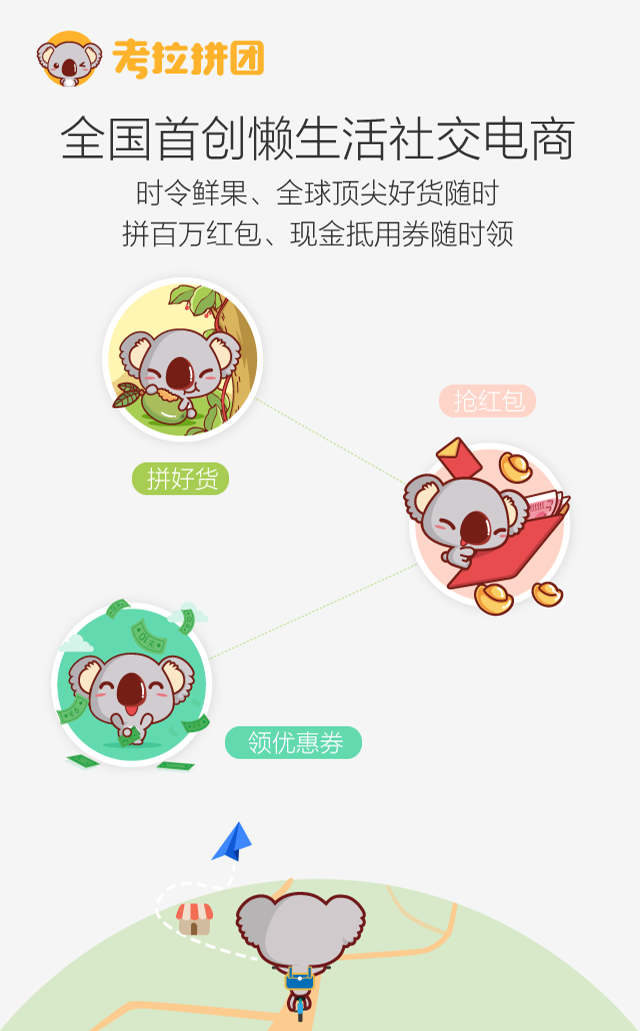 考拉拼团
全国首创懒生活社交电商
时令鲜果、全球顶尖好货随时
拼百万红包、现金抵用券随时领
抢红包
拼好货
领优惠券